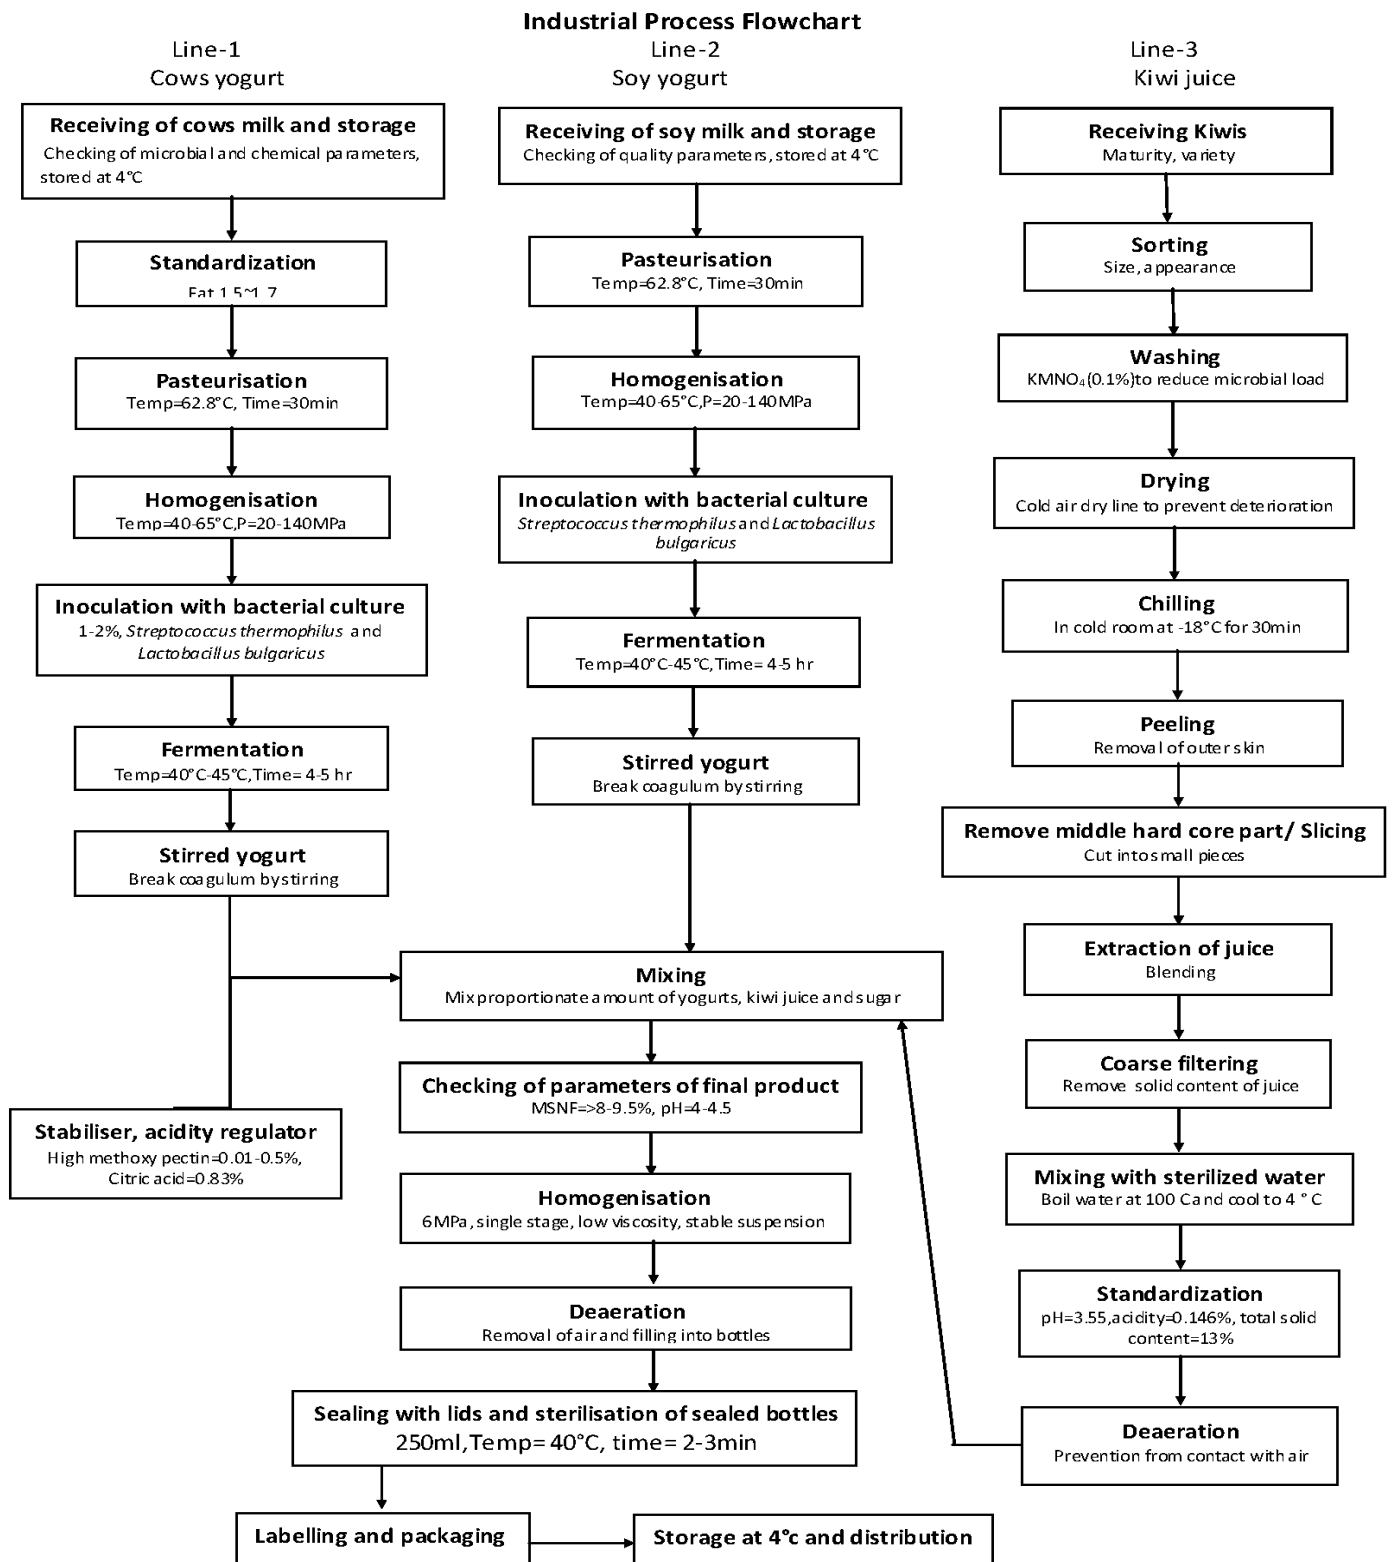 Industrial Process Flowchart
Line-1
Cows yogurt
Receiving of cows milk and storage
Checking of microbial and chemical parameters,
stored at 4°C
Standardization
Fat 1.5~1.7
Pasteurisation
Temp=62.8°C, Time=30min
Homogenisation
Temp=40-65°C,P=20-140MPa
Inoculation with bacterial culture
1-2%, Streptococcus thermophilus and
Lactobacillus bulgaricus
Fermentation
Temp=40°C-45°C,Time= 4-5 hr
Stirred yogurt
Break coagulum by stirring
Stabiliser, acidity regulator
High methoxy pectin=0.01-0.5%,
Citric acid=0.83%
Line-2
Soy yogurt
Receiving of soy milk and storage
Checking of quality parameters, stored at 4°C
Pasteurisation
Temp=62.8°C, Time=30min
Homogenisation
Temp=40-65°C,P=20-140MPa
Inoculation with bacterial culture
Streptococcus thermophilus and Lactobacillus
bulgaricus
Fermentation
Temp=40°C-45°C,Time= 4-5 hr
Stirred yogurt
Break coagulum by stirring
Line-3
Kiwi juice
Receiving Kiwis
Maturity, variety
Sorting
Size, appearance
Washing
KMNO₄(0.1%)to reduce microbial load
Drying
Cold air dry line to prevent deterioration
Chilling
In cold room at -18°C for 30min
Peeling
Removal of outer skin
Remove middle hard core part/ Slicing
Cut into small pieces
Extraction of juice
Blending
Coarse filtering
Remove solid content of juice
Mixing with sterilized water
Boil water at 100 C and cool to 4 ° C
Standardization
pH=3.55,acidity=0.146%, total solid
content=13%
Deaeration
Prevention from contact with air
Mixing
Mix proportionate amount of yogurts, kiwi juice and sugar
Checking of parameters of final product
MSNF=>8-9.5%, pH=4-4.5
Homogenisation
6MPa, single stage, low viscosity, stable suspension
Deaeration
Removal of air and filling into bottles
Sealing with lids and sterilisation of sealed bottles
250ml,Temp= 40°C, time= 2-3min
Labelling and packaging
Storage at 4°c and distribution